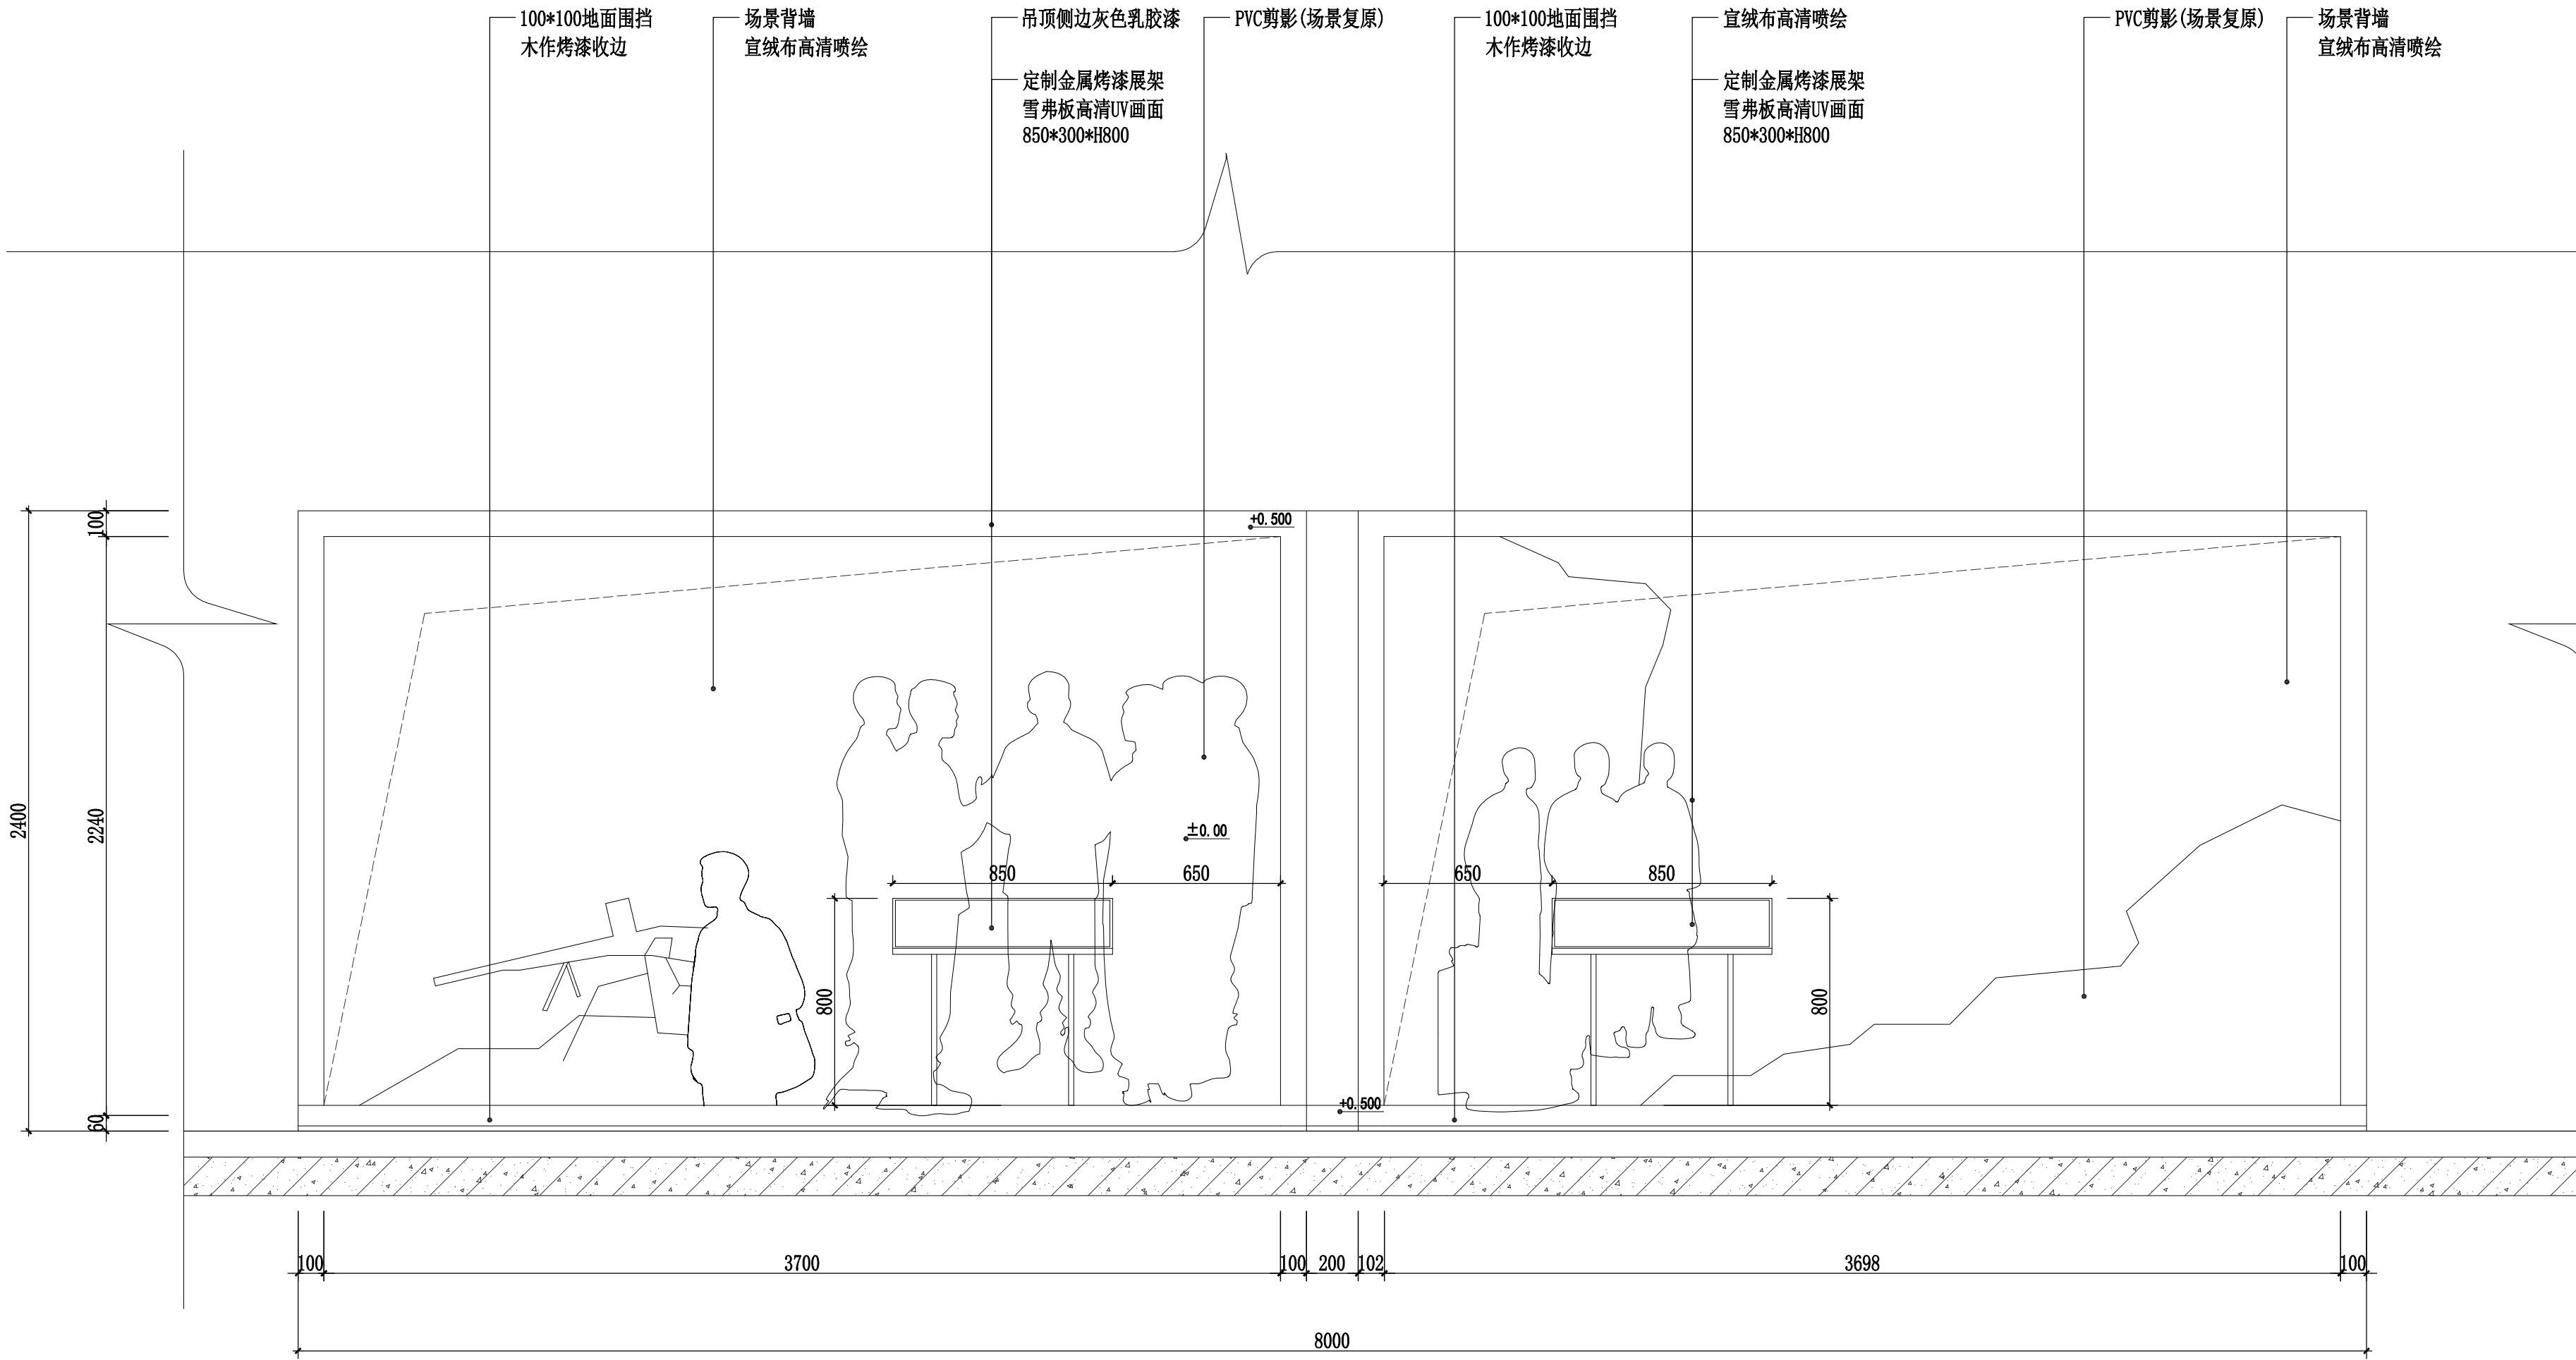 100*100地面围挡
木作烤漆收边
场景背墙
宣绒布高清喷绘
吊顶侧边灰色乳胶漆
定制金属烤漆展架
雪弗板高清UV画面
850*300*H800
PVC剪影(场景复原)
100*100地面围挡
木作烤漆收边
宣绒布高清喷绘
定制金属烤漆展架
雪弗板高清UV画面
850*300*H800
PVC剪影(场景复原)
场景背墙
宣绒布高清喷绘
2400
100
2240
60
+0.500
±0.00
850
650
800
650
850
800
+0.500
100
3700
100
200
102
3698
100
8000